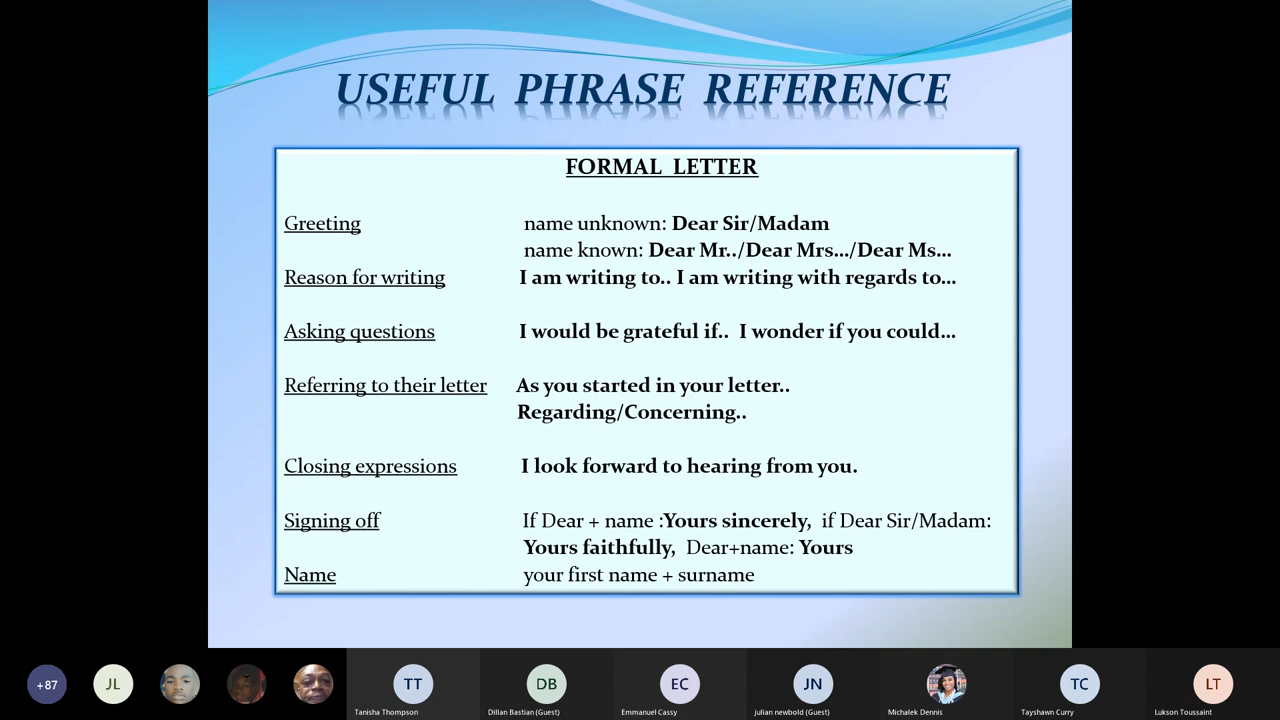 USEFUL PHRASE REFERENCE
FORMAL LETTER
Greeting name unknown: Dear Sir/Madam
name known: Dear Mr../Dear Mrs.../Dear Ms...
Reason for writing I am writing to.. I am writing with regards to...
Asking questions I would be grateful if.. I wonder if you could...
Referring to their letter As you started in your letter..
Regarding/Concerning..
Closing expressions I look forward to hearing from you.
Signing off If Dear + name :Yours sincerely, if Dear Sir/Madam:
Yours faithfully, Dear+name: Yours
Name your first name + surname
+87 JL TT DB EC JN TC LT
Tanisha Thompson Dillan Bastian (Guest) Emmanuel Cassy julian newbold (Guest) Michalek Dennis Tayshawn Curry Lukson Toussaint